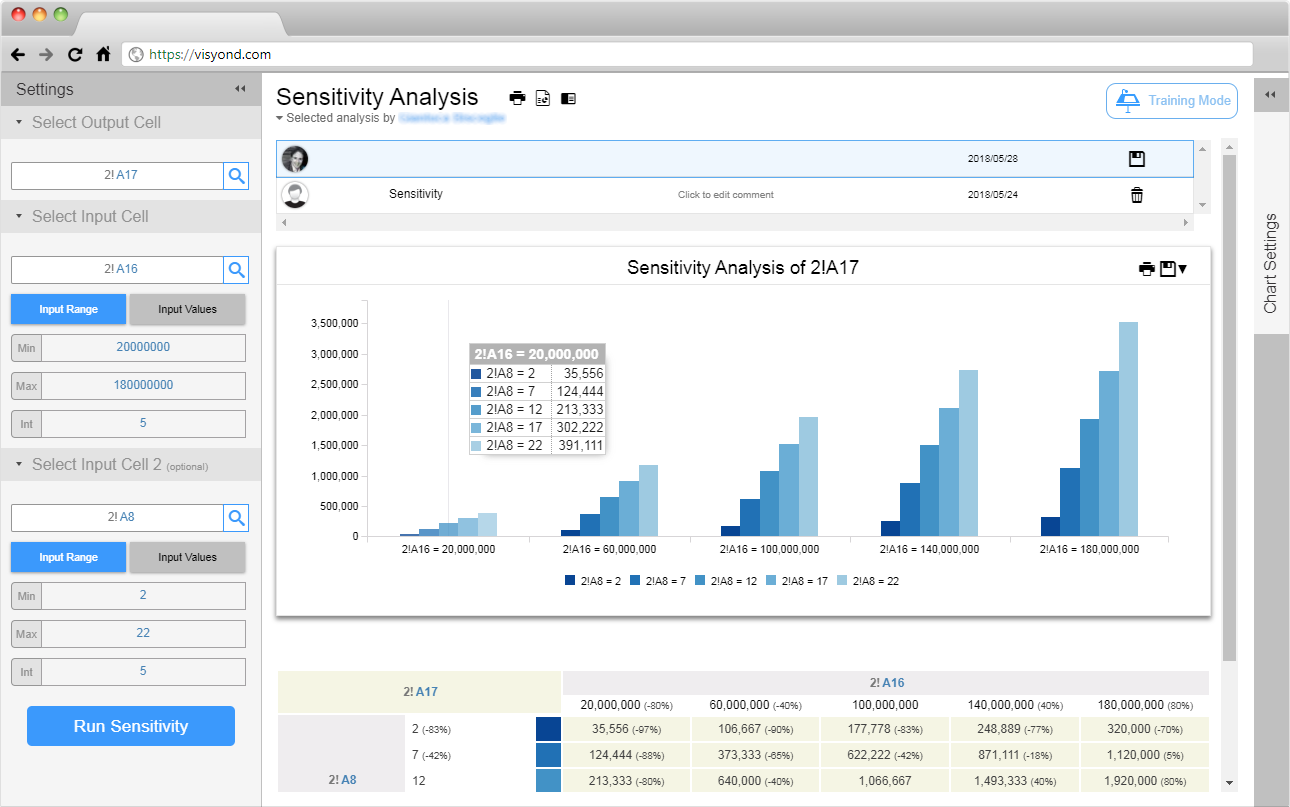 https://visyond.com
Settings
Select Output Cell
2! A17
Select Input Cell
2! A16
Input Range Input Values
Min 20000000
Max 180000000
Int 5
Select Input Cell 2 (optional)
2! A8
Input Range Input Values
Min 2
Max 22
Int 5
Run Sensitivity
Sensitivity Analysis
Selected analysis by
Training Mode
2018/05/28
Sensitivity Click to edit comment 2018/05/24
Chart Settings
Sensitivity Analysis of 2!A17
3,500,000
3,000,000
2,500,000
2,000,000
1,500,000
1,000,000
500,000
0
2!A16 = 20,000,000
2!A8 = 2 35,556
2!A8 = 7 124,444
2!A8 = 12 213,333
2!A8 = 17 302,222
2!A8 = 22 391,111
2!A16 = 20,000,000 2!A16 = 60,000,000 2!A16 = 100,000,000 2!A16 = 140,000,000 2!A16 = 180,000,000
2!A8 = 2 2!A8 = 7 2!A8 = 12 2!A8 = 17 2!A8 = 22
2! A17 2! A16
20,000,000 (-80%) 60,000,000 (-40%) 100,000,000 140,000,000 (40%) 180,000,000 (80%)
2 (-83%) 35,556 (-97%) 106,667 (-90%) 177,778 (-83%) 248,889 (-77%) 320,000 (-70%)
7 (-42%) 124,444 (-88%) 373,333 (-65%) 622,222 (-42%) 871,111 (-18%) 1,120,000 (5%)
2! A8 12 213,333 (-80%) 640,000 (-40%) 1,066,667 1,493,333 (40%) 1,920,000 (80%)